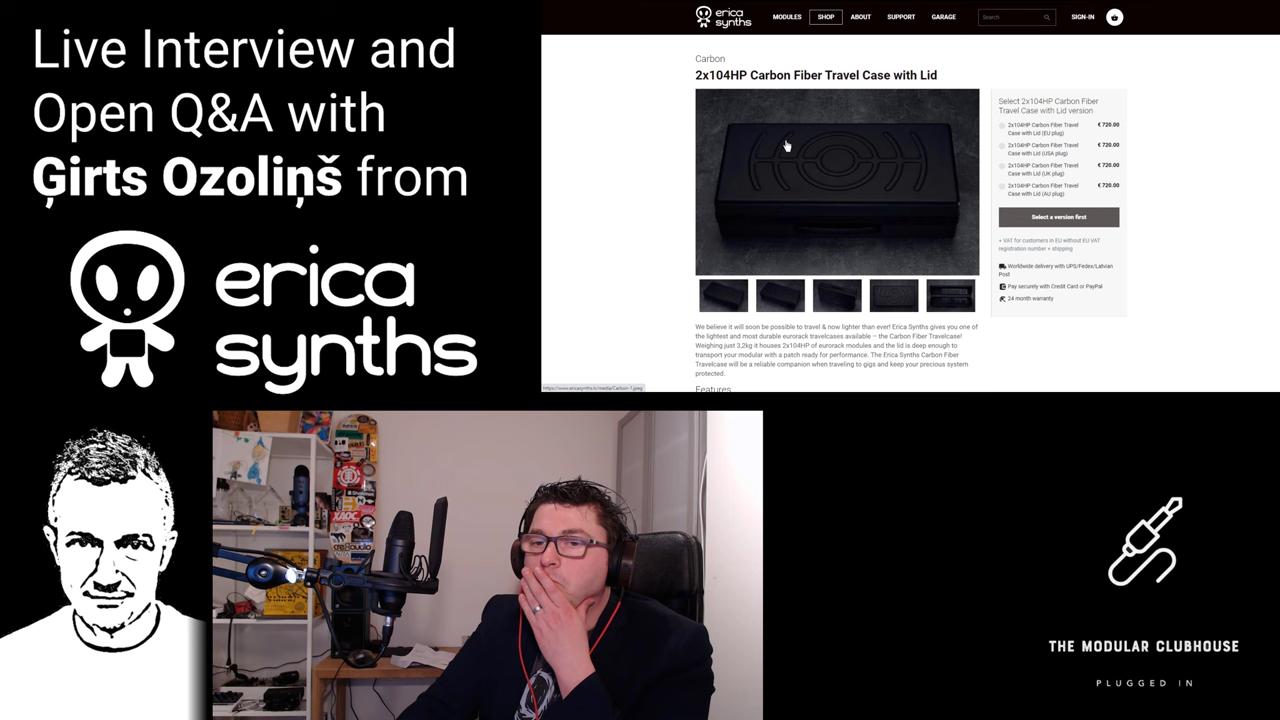 Live Interview and
Open Q&A with
Ģirts Ozoliņš from
erica
synths
erica
synths
MODULES
SHOP
ABOUT
SUPPORT
GARAGE
Search
SIGN-IN
Carbon
2x104HP Carbon Fiber Travel Case with Lid
Select 2x104HP Carbon Fiber
Travel Case with Lid version
2x104HP Carbon Fiber Travel € 720.00
Case with Lid (EU plug)
2x104HP Carbon Fiber Travel € 720.00
Case with Lid (USA plug)
2x104HP Carbon Fiber Travel € 720.00
Case with Lid (UK plug)
2x104HP Carbon Fiber Travel € 720.00
Case with Lid (AU plug)
Select a version first
+ VAT for customers in EU without EU VAT
registration number + shipping
Worldwide delivery with UPS/Fedex/Latvian
Post
Pay securely with Credit Card or PayPal
24 month warranty
We believe it will soon be possible to travel & now lighter than ever! Erica Synths gives you one of
the lightest and most durable eurorack travelcases available – the Carbon Fiber Travelcase!
Weighing just 3,2kg it houses 2x104HP of eurorack modules and the lid is deep enough to
transport your modular with a patch ready for performance. The Erica Synths Carbon Fiber
Travelcase will be a reliable companion when traveling to gigs and keep your precious system
protected.
Features
https://www.ericasynths.lv/media/Carbon-1.jpeg
element
XAOC
THE MODULAR CLUBHOUSE
PLUGGED IN